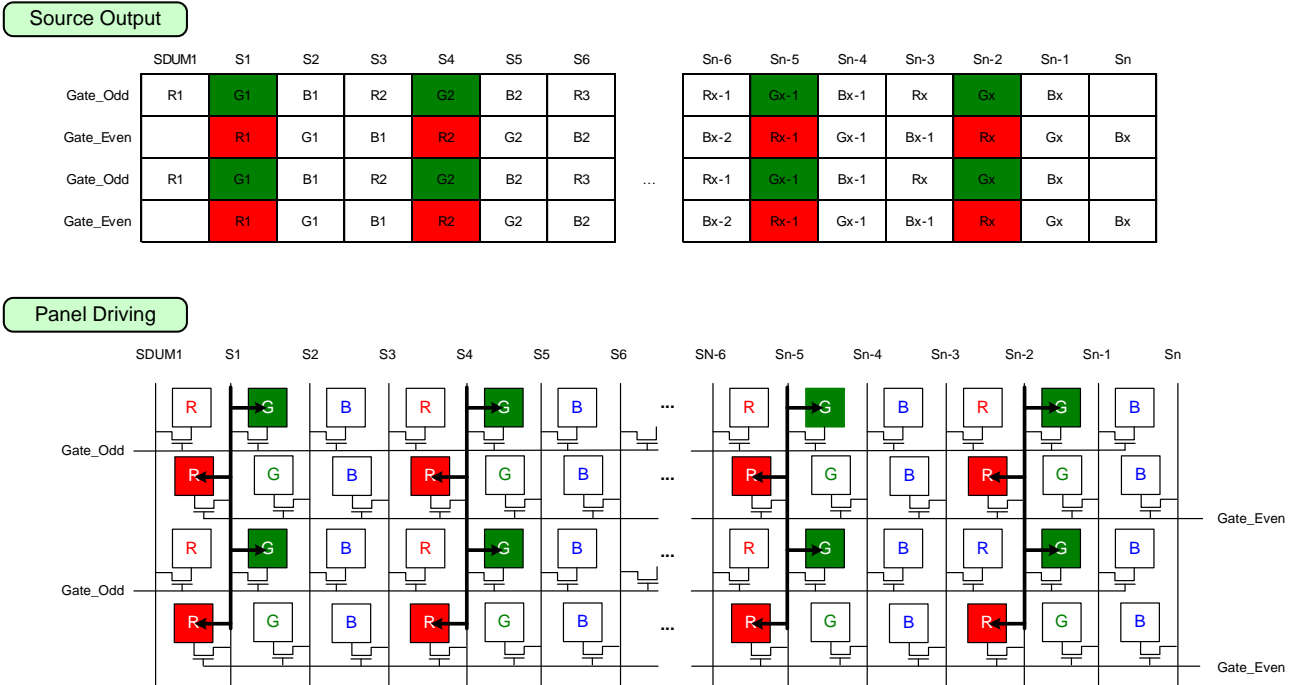 Source Output
SDUM1 S1 S2 S3 S4 S5 S6 Sn-6 Sn-5 Sn-4 Sn-3 Sn-2 Sn-1 Sn
Gate_Odd R1 G1 B1 R2 G2 B2 R3 Rx-1 Gx-1 Bx-1 Rx Gx Bx
Gate_Even R1 G1 B1 R2 G2 B2 Bx-2 Rx-1 Gx-1 Bx-1 Rx Gx Bx
Gate_Odd R1 G1 B1 R2 G2 B2 R3 ... Rx-1 Gx-1 Bx-1 Rx Gx Bx
Gate_Even R1 G1 B1 R2 G2 B2 Bx-2 Rx-1 Gx-1 Bx-1 Rx Gx Bx
Panel Driving
SDUM1 S1 S2 S3 S4 S5 S6 SN-6 Sn-5 Sn-4 Sn-3 Sn-2 Sn-1 Sn
R G B R G B ... R G B R G B
Gate_Odd
R G B R G B ... R G B R G B
Gate_Even
R G B R G B ... R G B R G B
Gate_Odd
R G B R G B ... R G B R G B
Gate_Even